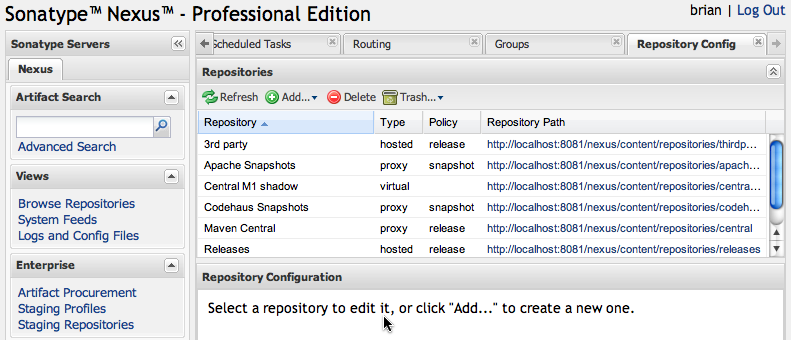 Sonatype™ Nexus™ - Professional Edition
brian | Log Out
Sonatype Servers
Nexus
Artifact Search
Advanced Search
Views
Browse Repositories
System Feeds
Logs and Config Files
Enterprise
Artifact Procurement
Staging Profiles
Staging Repositories
Scheduled Tasks Routing Groups Repository Config
Repositories
Refresh Add... Delete Trash...
Repository Type Policy Repository Path
3rd party hosted release http://localhost:8081/nexus/content/repositories/thirdp...
Apache Snapshots proxy snapshot http://localhost:8081/nexus/content/repositories/apach...
Central M1 shadow virtual http://localhost:8081/nexus/content/repositories/centra...
Codehaus Snapshots proxy snapshot http://localhost:8081/nexus/content/repositories/codeh...
Maven Central proxy release http://localhost:8081/nexus/content/repositories/central
Releases hosted release http://localhost:8081/nexus/content/repositories/releases
Repository Configuration
Select a repository to edit it, or click "Add..." to create a new one.